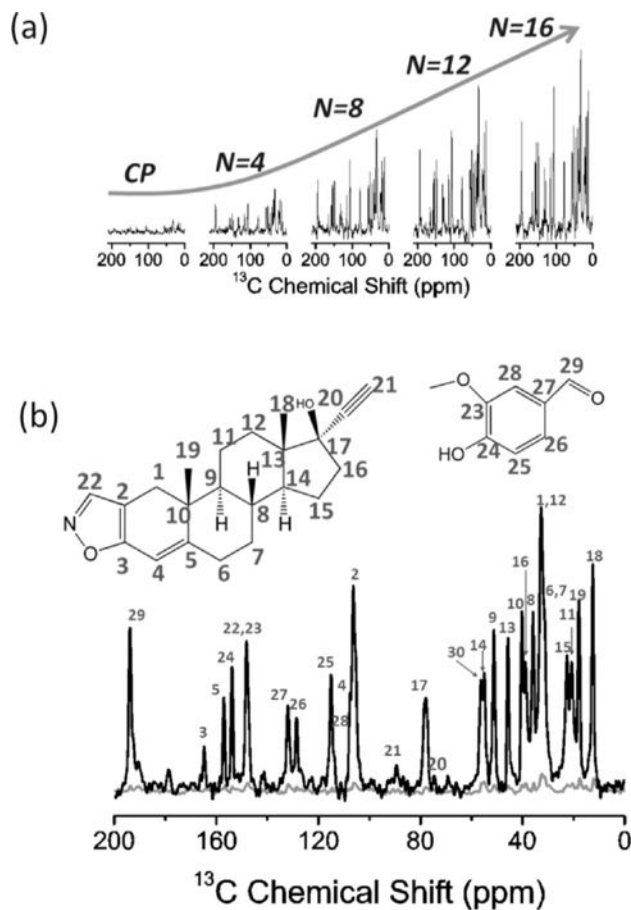 (a)
CP N=4 N=8 N=12 N=16
200 100 0 200 100 0 200 100 0 200 100 0 200 100 0
¹³C Chemical Shift (ppm)
(b)
22 N O 3 2 1 4 10 19 5 6 7 8 9 H H H 11 12 13 14 15 16 17 18 HO 20 21
O HO 23 24 25 26 27 28 29 O
29 3 5 24 22,23 27 26 25 28 4 2 21 17 20 30 14 9 13 10 16 8 1,12 6,7 15 11 19 18
200 160 120 80 40 0
¹³C Chemical Shift (ppm)